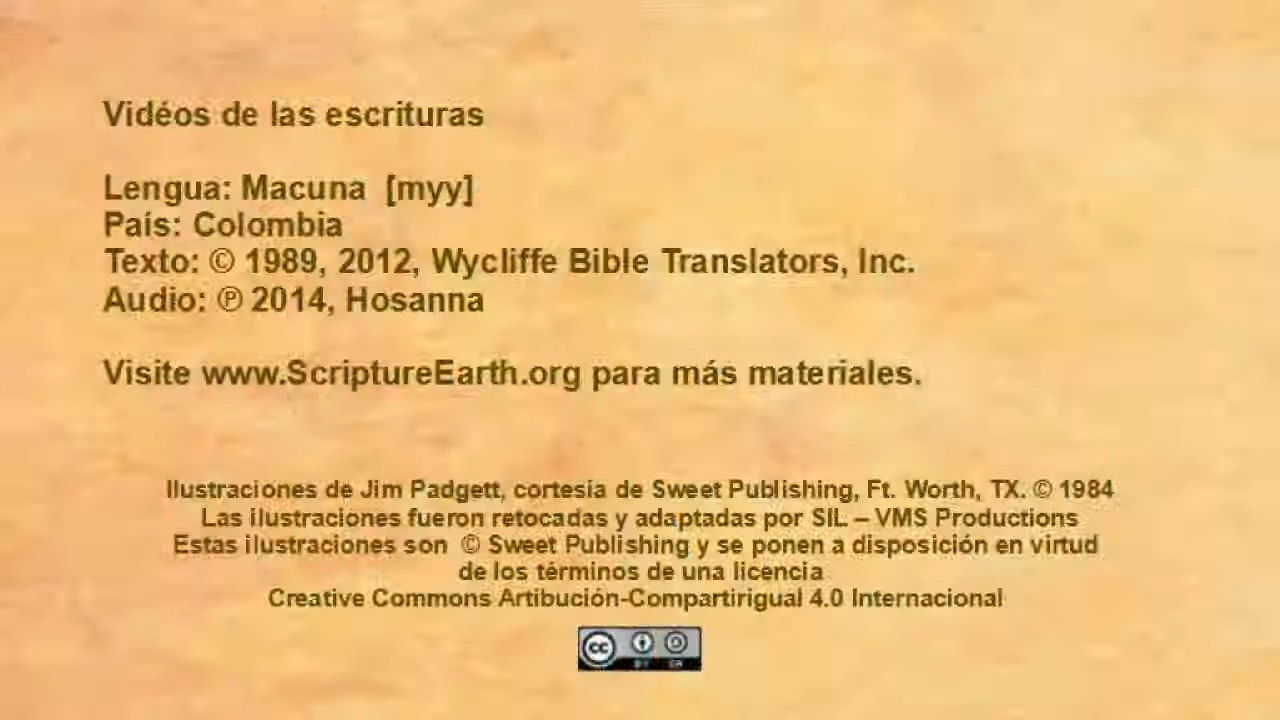 Vidéos de las escrituras
Lengua: Macuna [myy]
País: Colombia
Texto: © 1989, 2012, Wycliffe Bible Translators, Inc.
Audio: ℗ 2014, Hosanna
Visite www.ScriptureEarth.org para más materiales.
Ilustraciones de Jim Padgett, cortesía de Sweet Publishing, Ft. Worth, TX. © 1984
Las ilustraciones fueron retocadas y adaptadas por SIL – VMS Productions
Estas ilustraciones son © Sweet Publishing y se ponen a disposición en virtud
de los términos de una licencia
Creative Commons Artibución-Compartirigual 4.0 Internacional
cc BY SA